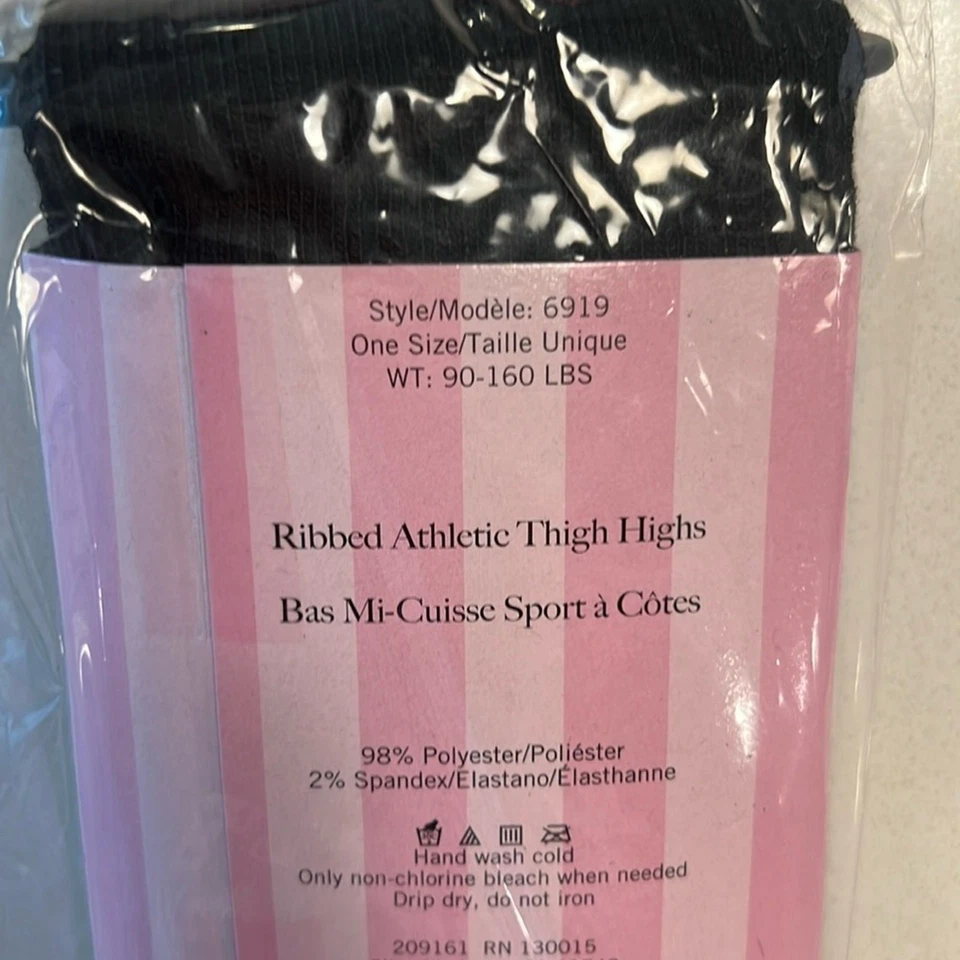 Style/Modèle: 6919
One Size/Taille Unique
WT: 90-160 LBS
Ribbed Athletic Thigh Highs
Bas Mi-Cuisse Sport à Côtes
98% Polyester/Poliéster
2% Spandex/Elastano/Élasthanne
Hand wash cold
Only non-chlorine bleach when needed
Drip dry, do not iron
209161 RN 130015